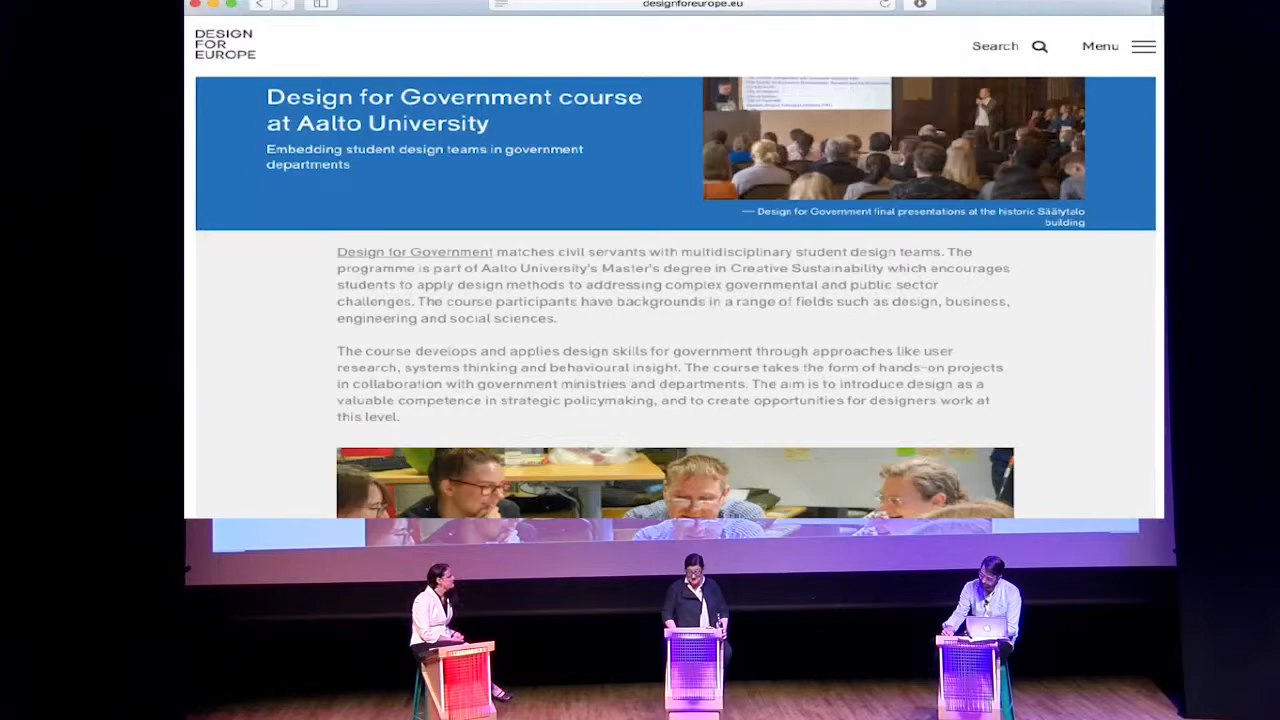 designforeurope.eu
DESIGN
FOR
EUROPE
Search
Menu
Design for Government course
at Aalto University
Embedding student design teams in government
departments
— Design for Government final presentations at the historic Säätytalo
building
Design for Government matches civil servants with multidisciplinary student design teams. The
programme is part of Aalto University's Master's degree in Creative Sustainability which encourages
students to apply design methods to addressing complex governmental and public sector
challenges. The course participants have backgrounds in a range of fields such as design, business,
engineering and social sciences.
The course develops and applies design skills for government through approaches like user
research, systems thinking and behavioural insight. The course takes the form of hands-on projects
in collaboration with government ministries and departments. The aim is to introduce design as a
valuable competence in strategic policymaking, and to create opportunities for designers work at
this level.